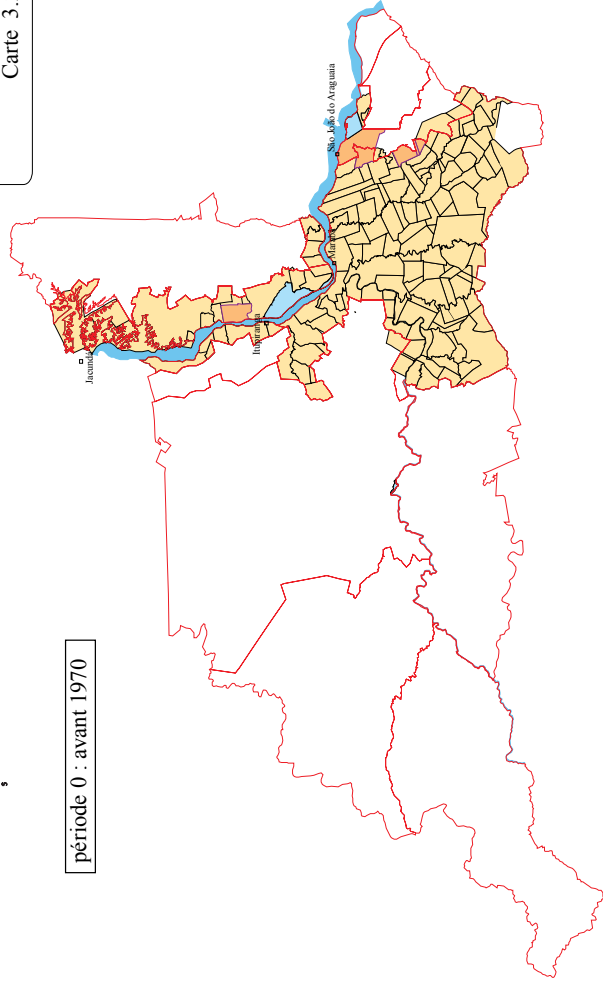 Carte 3.
São João do Araguaia
Marabá
Itupiranga
Jacundá
période 0 : avant 1970